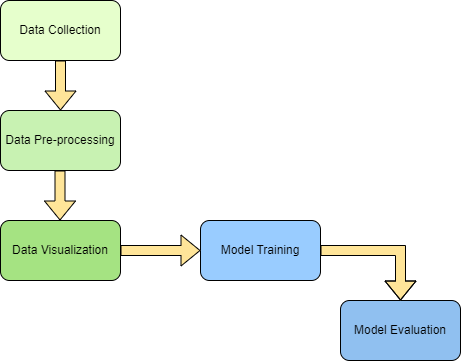 Data Collection
Data Pre-processing
Data Visualization
Model Training
Model Evaluation